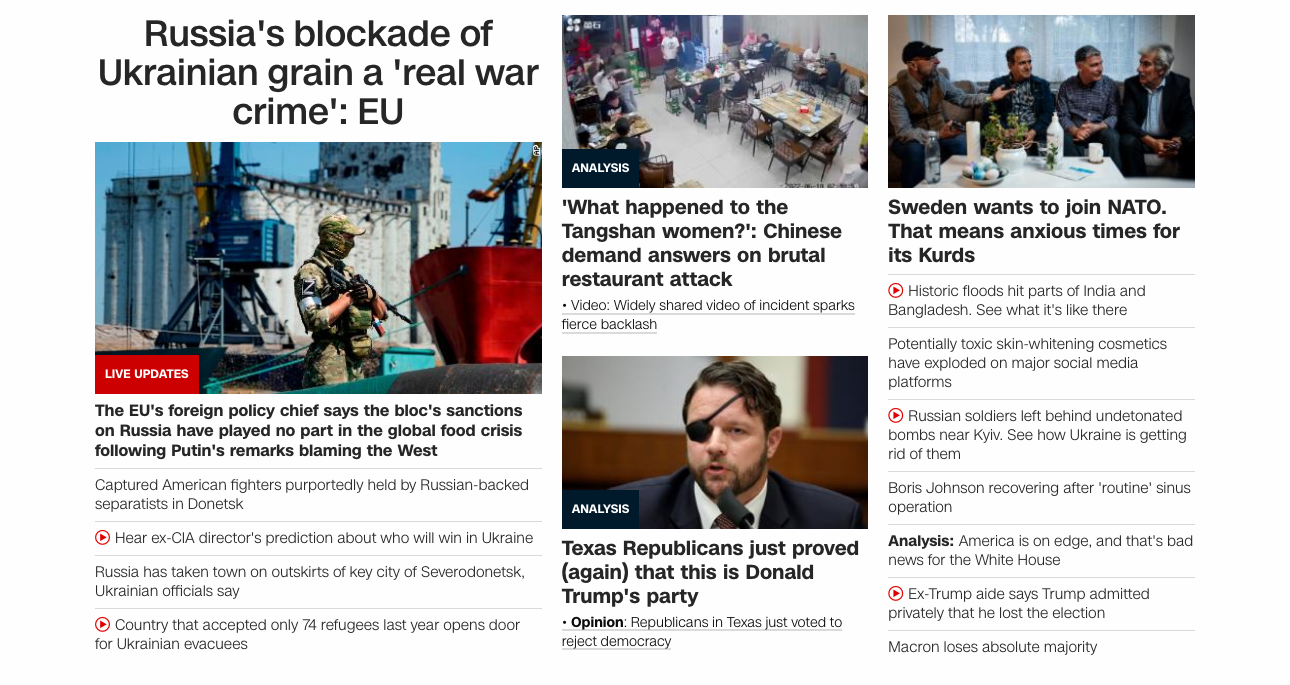 Russia's blockade of
Ukrainian grain a 'real war
crime': EU
AP
Z
LIVE UPDATES
The EU's foreign policy chief says the bloc's sanctions
on Russia have played no part in the global food crisis
following Putin's remarks blaming the West
Captured American fighters purportedly held by Russian-backed
separatists in Donetsk
Hear ex-CIA director's prediction about who will win in Ukraine
Russia has taken town on outskirts of key city of Severodonetsk,
Ukrainian officials say
Country that accepted only 74 refugees last year opens door
for Ukrainian evacuees
ANALYSIS
'What happened to the
Tangshan women?': Chinese
demand answers on brutal
restaurant attack
• Video: Widely shared video of incident sparks
fierce backlash
ANALYSIS
Texas Republicans just proved
(again) that this is Donald
Trump's party
• Opinion: Republicans in Texas just voted to
reject democracy
Sweden wants to join NATO.
That means anxious times for
its Kurds
Historic floods hit parts of India and
Bangladesh. See what it's like there
Potentially toxic skin-whitening cosmetics
have exploded on major social media
platforms
Russian soldiers left behind undetonated
bombs near Kyiv. See how Ukraine is getting
rid of them
Boris Johnson recovering after 'routine' sinus
operation
Analysis: America is on edge, and that's bad
news for the White House
Ex-Trump aide says Trump admitted
privately that he lost the election
Macron loses absolute majority